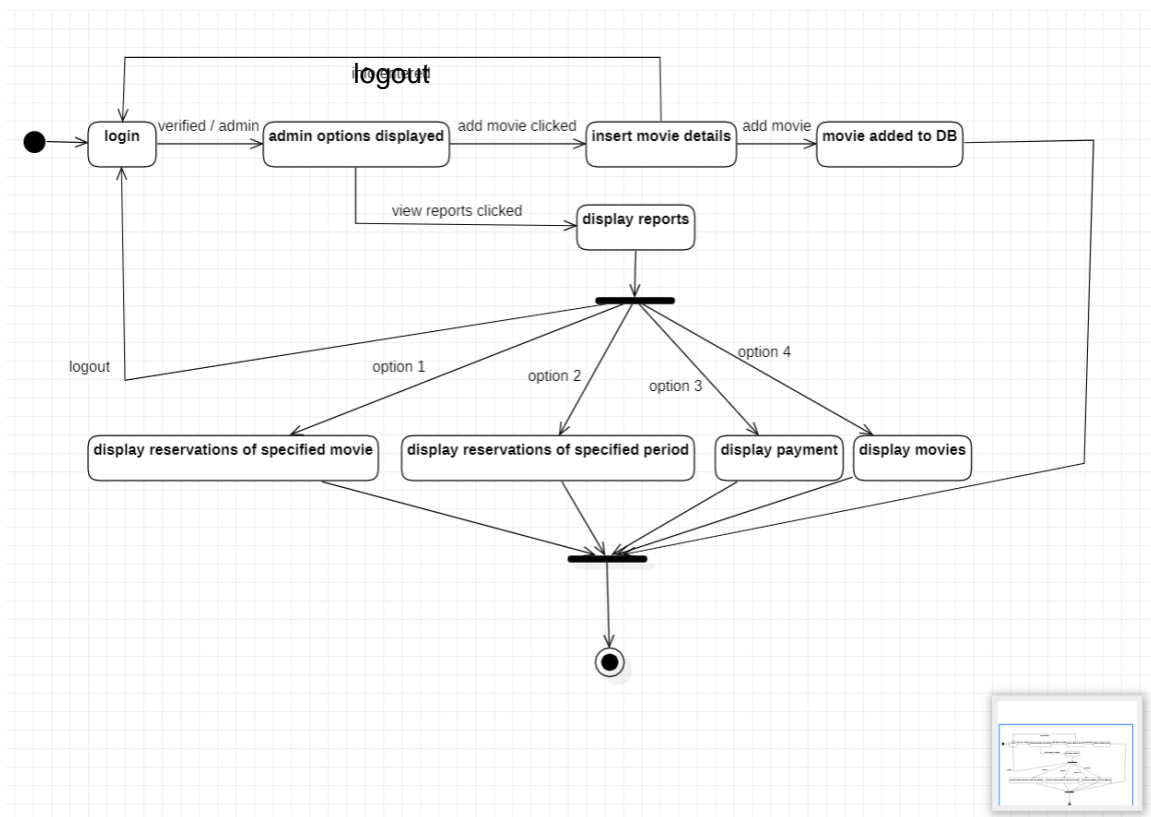 logout
login
verified / admin
admin options displayed
add movie clicked
insert movie details
add movie
movie added to DB
view reports clicked
display reports
logout
option 1
option 2
option 3
option 4
display reservations of specified movie
display reservations of specified period
display payment
display movies